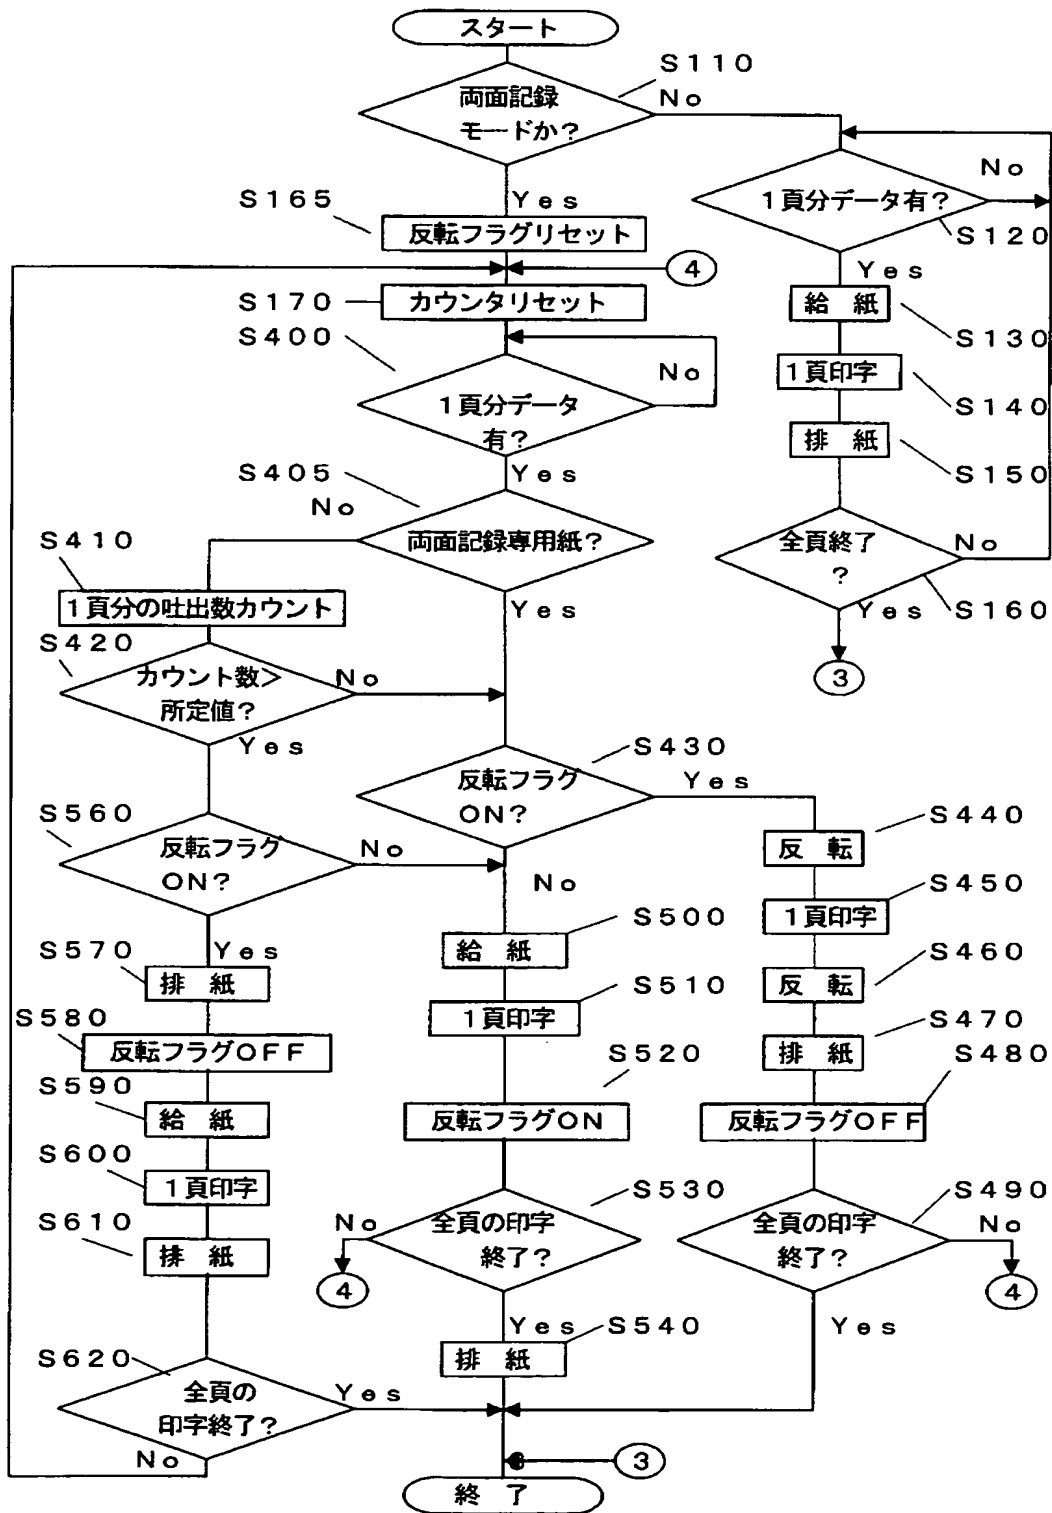 スタート
S110
両面記録
モードか?
No
Yes
S165
反転フラグリセット
④
S170
カウンタリセット
S400
No
1頁分データ
有?
Yes
S405
No
両面記録専用紙?
Yes
S410
1頁分の吐出数カウント
S420
カウント数>
所定値?
No
Yes
No
1頁分データ有?
S120
Yes
給 紙
S130
1頁印字
S140
排 紙
S150
全頁終了
?
No
Yes
S160
③
S430
反転フラグ
ON?
Yes
No
S560
反転フラグ
ON?
No
Yes
S570
排 紙
S580
反転フラグOFF
S590
給 紙
S600
1頁印字
S610
排 紙
S620
全頁の
印字終了?
Yes
No
S500
給 紙
S510
1頁印字
S520
反転フラグON
S530
全頁の印字
終了?
No
④
Yes
S540
排 紙
S440
反 転
S450
1頁印字
S460
反 転
S470
排 紙
S480
反転フラグOFF
S490
全頁の印字
終了?
No
④
Yes
③
終 了